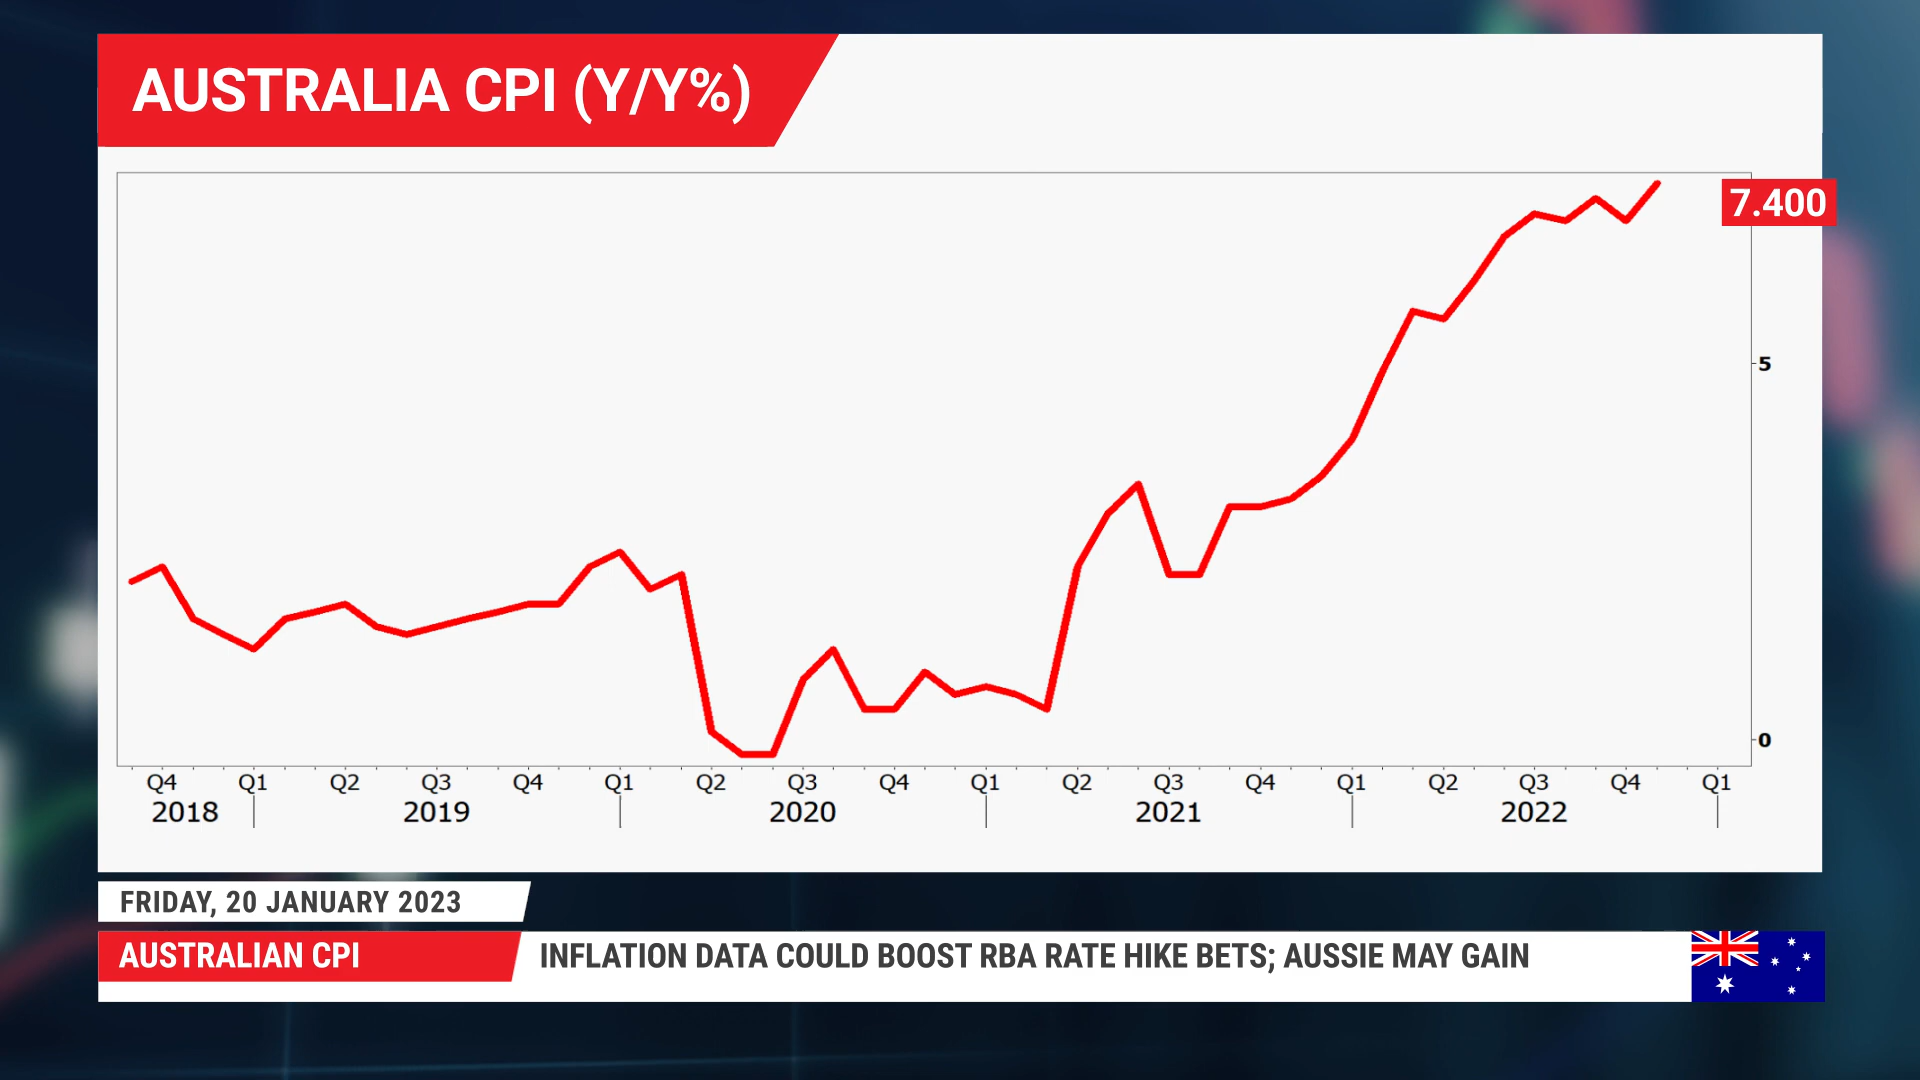 AUSTRALIA CPI (Y/Y%)
7.400
5
0
Q4 Q1 Q2 Q3 Q4 Q1 Q2 Q3 Q4 Q1 Q2 Q3 Q4 Q1 Q2 Q3 Q4 Q1
2018 2019 2020 2021 2022
FRIDAY, 20 JANUARY 2023
AUSTRALIAN CPI
INFLATION DATA COULD BOOST RBA RATE HIKE BETS; AUSSIE MAY GAIN